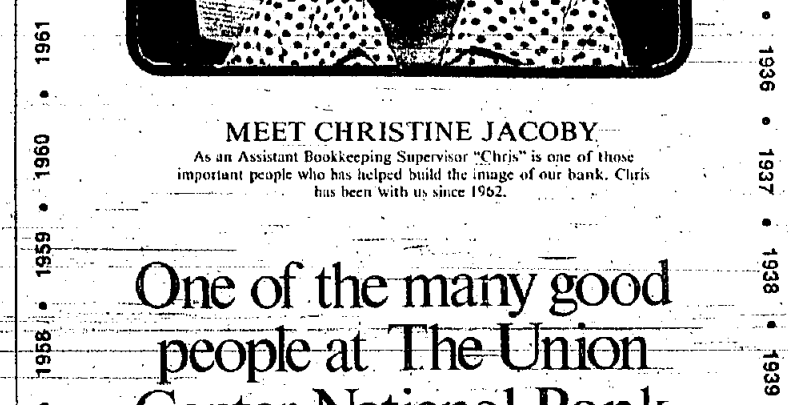 MEET CHRISTINE JACOBY
As an Assistant Bookkeeping Supervisor "Chris" is one of those
important people who has helped build the image of our bank. Chris
has been with us since 1962.
One of the many good
people at The Union
Center National Bank
1961
1960
1959
1958
1936
1937
1938
1939